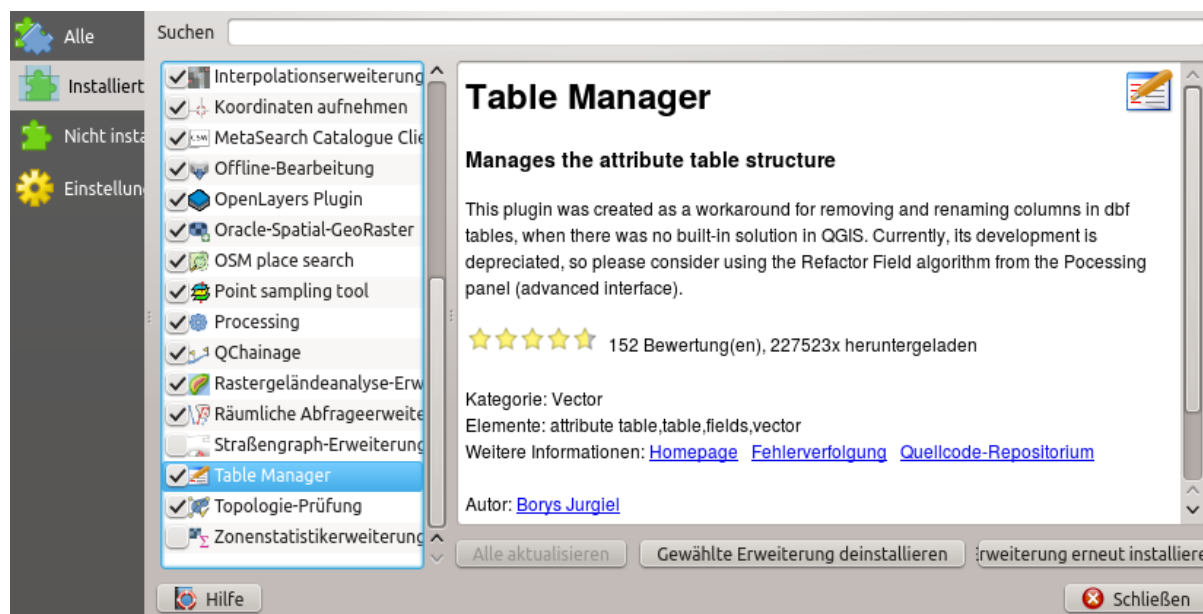 Alle
Installiert
Nicht insta
Einstellun
Suchen
Interpolationserweiterung
Koordinaten aufnehmen
MetaSearch Catalogue Clie
Offline-Bearbeitung
OpenLayers Plugin
Oracle-Spatial-GeoRaster
OSM place search
Point sampling tool
Processing
QChainage
Rastergeländeanalyse-Erw
Räumliche Abfrageerweite
Straßengraph-Erweiterung
Table Manager
Topologie-Prüfung
Zonenstatistikerweiterung
Table Manager
Manages the attribute table structure
This plugin was created as a workaround for removing and renaming columns in dbf
tables, when there was no built-in solution in QGIS. Currently, its development is
depreciated, so please consider using the Refactor Field algorithm from the Pocessing
panel (advanced interface).
152 Bewertung(en), 227523x heruntergeladen
Kategorie: Vector
Elemente: attribute table,table,fields,vector
Weitere Informationen: Homepage Fehlerverfolgung Quellcode-Repositorium
Autor: Borys Jurgiel
Alle aktualisieren
Gewählte Erweiterung deinstallieren
rweiterung erneut installiere
Hilfe
Schließen